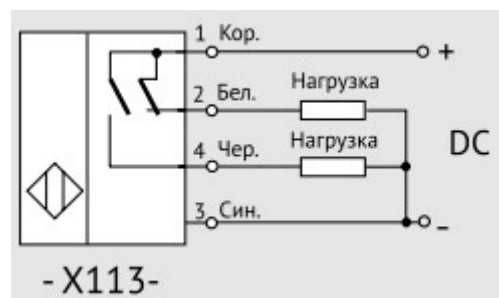 1 Кор.
+
Нагрузка
2 Бел.
Нагрузка
4 Чер.
DC
3 Син.
-
- X113-